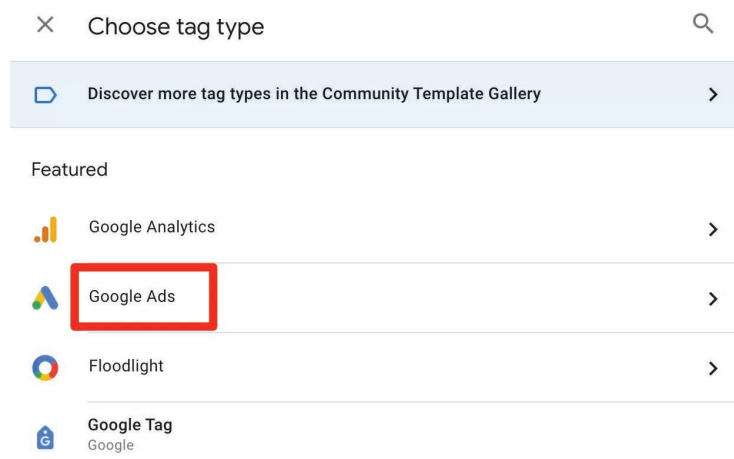 Choose tag type
Discover more tag types in the Community Template Gallery
Featured
Google Analytics
Google Ads
Floodlight
Google Tag
Google